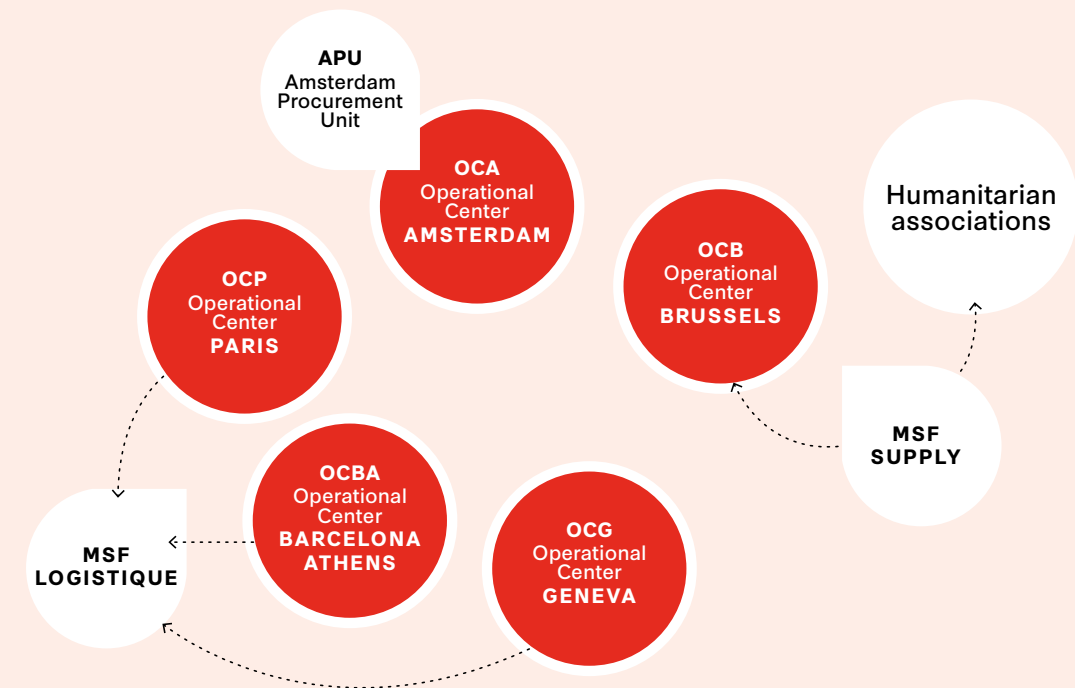 APU
Amsterdam
Procurement
Unit
OCA
Operational
Center
AMSTERDAM
Humanitarian
associations
OCB
Operational
Center
BRUSSELS
OCP
Operational
Center
PARIS
MSF
SUPPLY
OCBA
Operational
Center
BARCELONA
ATHENS
OCG
Operational
Center
GENEVA
MSF
LOGISTIQUE